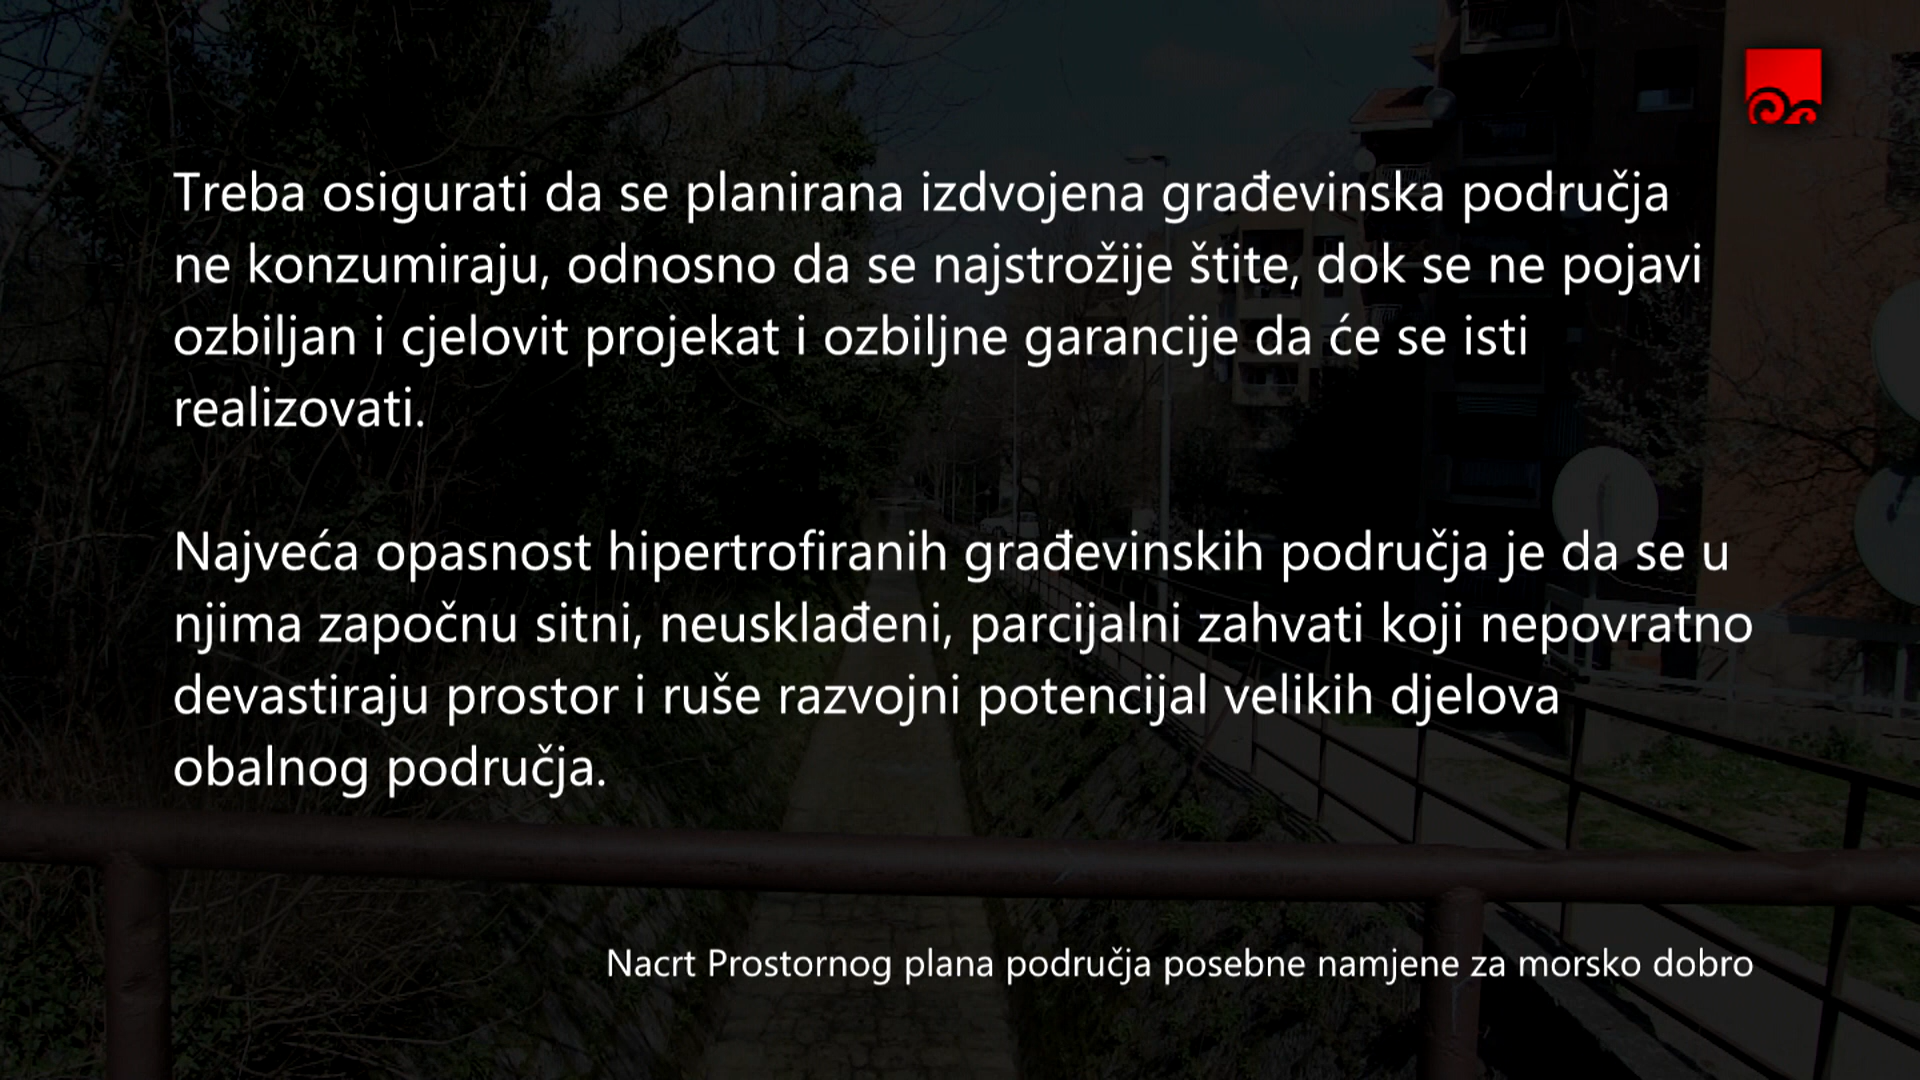 Treba osigurati da se planirana izdvojena građevinska područja
ne konzumiraju, odnosno da se najstrožije štite, dok se ne pojavi
ozbiljan i cjelovit projekat i ozbiljne garancije da će se isti
realizovati.
Najveća opasnost hipertrofiranih građevinskih područja je da se u
njima započnu sitni, neusklađeni, parcijalni zahvati koji nepovratno
devastiraju prostor i ruše razvojni potencijal velikih djelova
obalnog područja.
Nacrt Prostornog plana područja posebne namjene za morsko dobro